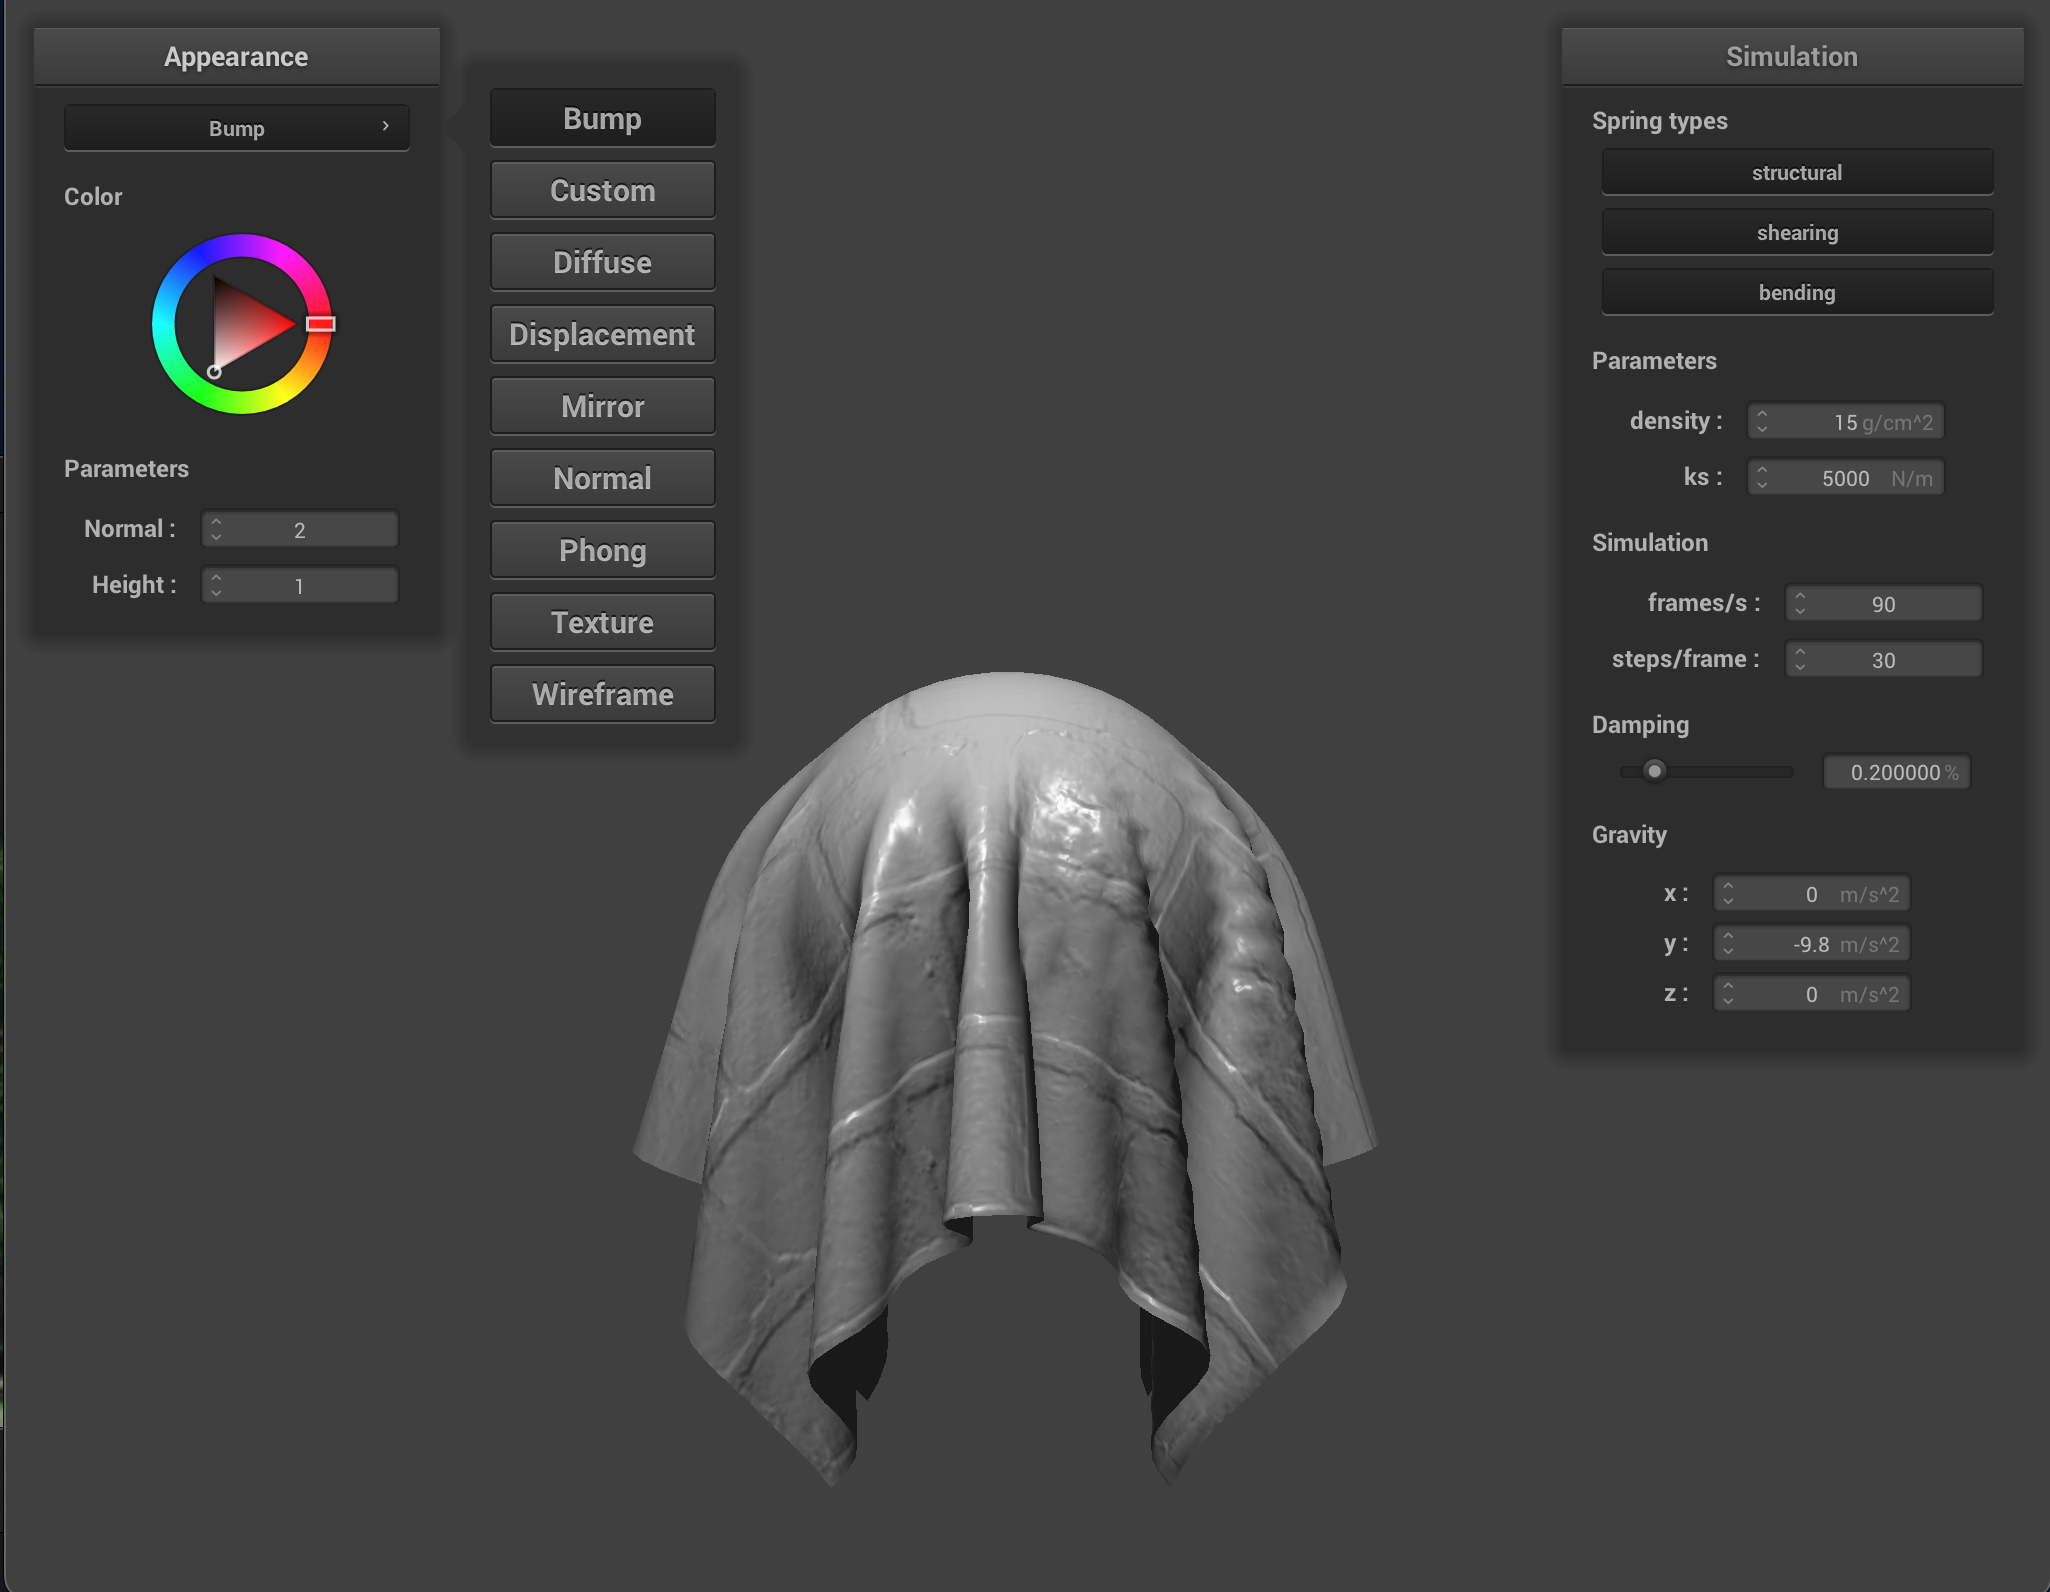 Appearance
Bump
Color
Parameters
Normal : 2
Height : 1
Bump
Custom
Diffuse
Displacement
Mirror
Normal
Phong
Texture
Wireframe
Simulation
Spring types
structural
shearing
bending
Parameters
density : 15 g/cm^2
ks : 5000 N/m
Simulation
frames/s : 90
steps/frame : 30
Damping
0.200000 %
Gravity
x : 0 m/s^2
y : -9.8 m/s^2
z : 0 m/s^2